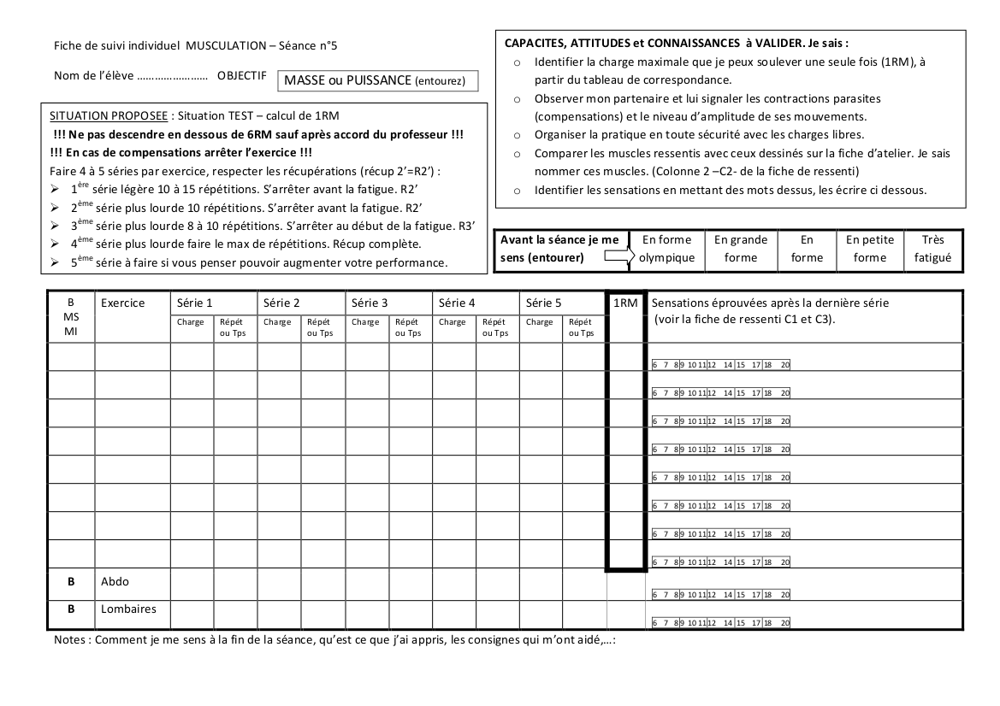 Fiche de suivi individuel  MUSCULATION – Séance n°5
Nom de l’élève ………………… OBJECTIF
MASSE ou PUISSANCE (entourez)
SITUATION PROPOSEE : Situation TEST – calcul de 1RM
!!! Ne pas descendre en dessous de 6RM sauf après accord du professeur !!!
!!! En cas de compensations arrêter l’exercice !!!
Faire 4 à 5 séries par exercice, respecter les récupérations (récup 2’=R2’) :
➢ 1ère série légère 10 à 15 répétitions. S’arrêter avant la fatigue. R2’
➢ 2ème série plus lourde 10 répétitions. S’arrêter avant la fatigue. R2’
➢ 3ème série plus lourde 8 à 10 répétitions. S’arrêter au début de la fatigue. R3’
➢ 4ème série plus lourde faire le max de répétitions. Récup complète.
➢ 5ème série à faire si vous penser pouvoir augmenter votre performance.
CAPACITES, ATTITUDES et CONNAISSANCES  à VALIDER. Je sais :
o Identifier la charge maximale que je peux soulever une seule fois (1RM), à
partir du tableau de correspondance.
o Observer mon partenaire et lui signaler les contractions parasites
(compensations) et le niveau d’amplitude de ses mouvements.
o Organiser la pratique en toute sécurité avec les charges libres.
o Comparer les muscles ressentis avec ceux dessinés sur la fiche d’atelier. Je sais
nommer ces muscles. (Colonne 2 –C2- de la fiche de ressenti)
o Identifier les sensations en mettant des mots dessus, les écrire ci dessous.
Avant la séance je me
sens (entourer)
En forme
olympique
En grande
forme
En
forme
En petite
forme
Très
fatigué
B
MS
MI
Exercice
Série 1
Série 2
Série 3
Série 4
Série 5
1RM
Sensations éprouvées après la dernière série
(voir la fiche de ressenti C1 et C3).
Charge
Répét
ou Tps
Charge
Répét
ou Tps
Charge
Répét
ou Tps
Charge
Répét
ou Tps
Charge
Répét
ou Tps
6 7 8 9 10 11 12 14 15 17 18 20
6 7 8 9 10 11 12 14 15 17 18 20
6 7 8 9 10 11 12 14 15 17 18 20
6 7 8 9 10 11 12 14 15 17 18 20
6 7 8 9 10 11 12 14 15 17 18 20
6 7 8 9 10 11 12 14 15 17 18 20
6 7 8 9 10 11 12 14 15 17 18 20
6 7 8 9 10 11 12 14 15 17 18 20
B Abdo
6 7 8 9 10 11 12 14 15 17 18 20
B Lombaires
6 7 8 9 10 11 12 14 15 17 18 20
Notes : Comment je me sens à la fin de la séance, qu’est ce que j’ai appris, les consignes qui m’ont aidé,…: